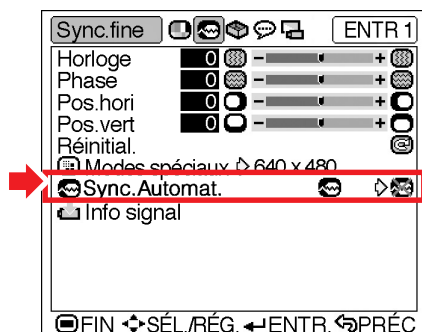 Sync.fine ENTR 1
Horloge 0 - +
Phase 0 - +
Pos.hori 0 - +
Pos.vert 0 - +
Réinitial.
Modes spéciaux 640 x 480
Sync.Automat.
Info signal
FIN SÉL./RÉG. ENTR. PRÉC